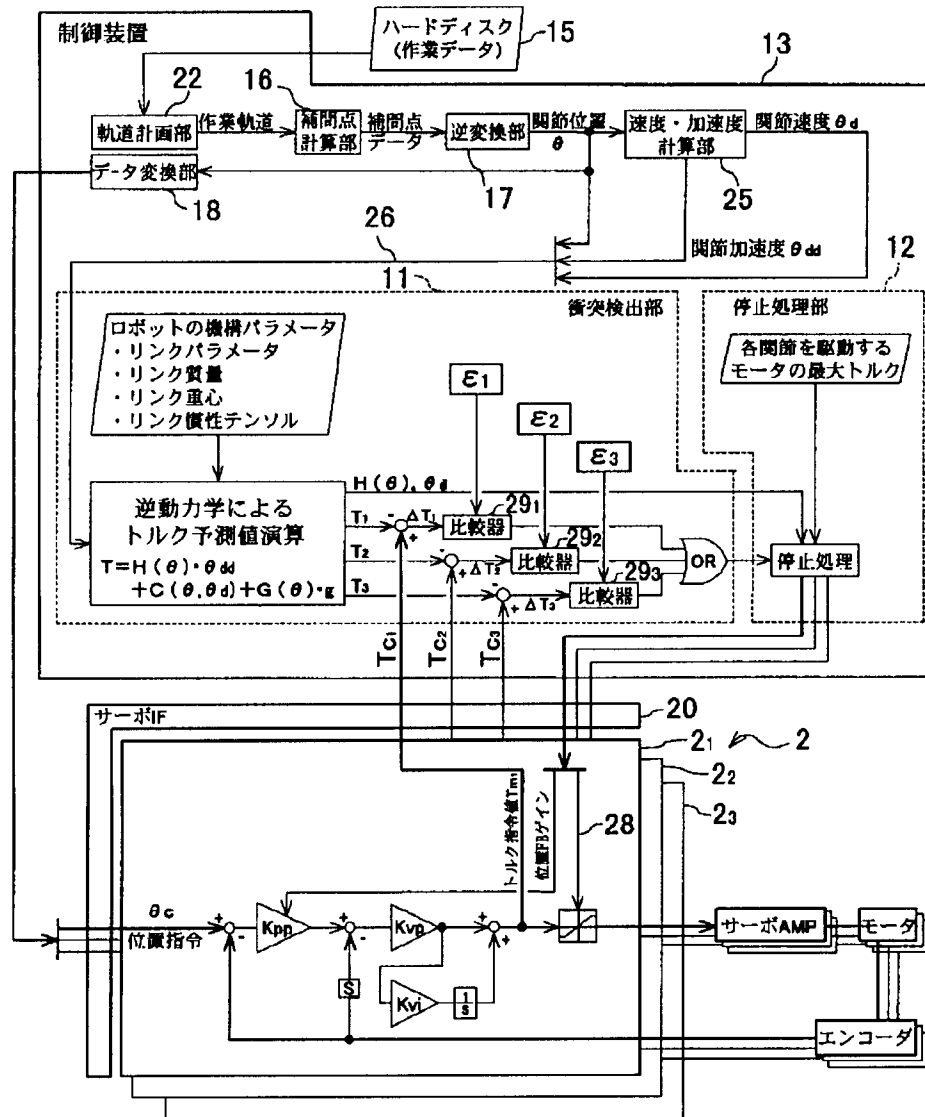 制御装置
ハードディスク
(作業データ)
15
13
22
軌道計画部
作業軌道
16
補間点
計算部
補間点
データ
逆変換部
17
関節位置
θ
速度・加速度
計算部
25
関節速度θd
データ変換部
18
26
関節加速度θdd
11
12
衝突検出部
停止処理部
ロボットの機構パラメータ
・リンクパラメータ
・リンク質量
・リンク重心
・リンク慣性テンソル
ε1
ε2
ε3
各関節を駆動する
モータの最大トルク
逆動力学による
トルク予測値演算
T=H(θ)・θdd
+C(θ,θd)+G(θ)・g
H(θ),θd
T1
-
+
ΔT1
比較器
291
T2
-
+
ΔT2
比較器
292
T3
-
+
ΔT3
比較器
293
OR
停止処理
TC1
TC2
TC3
サーボIF
20
21
2
22
23
トルク指令値Tm1
位置FBゲイン
28
θc
位置指令
+
-
Kpp
+
-
Kvp
+
+
Kvi
1/s
S
サーボAMP
モータ
エンコーダ